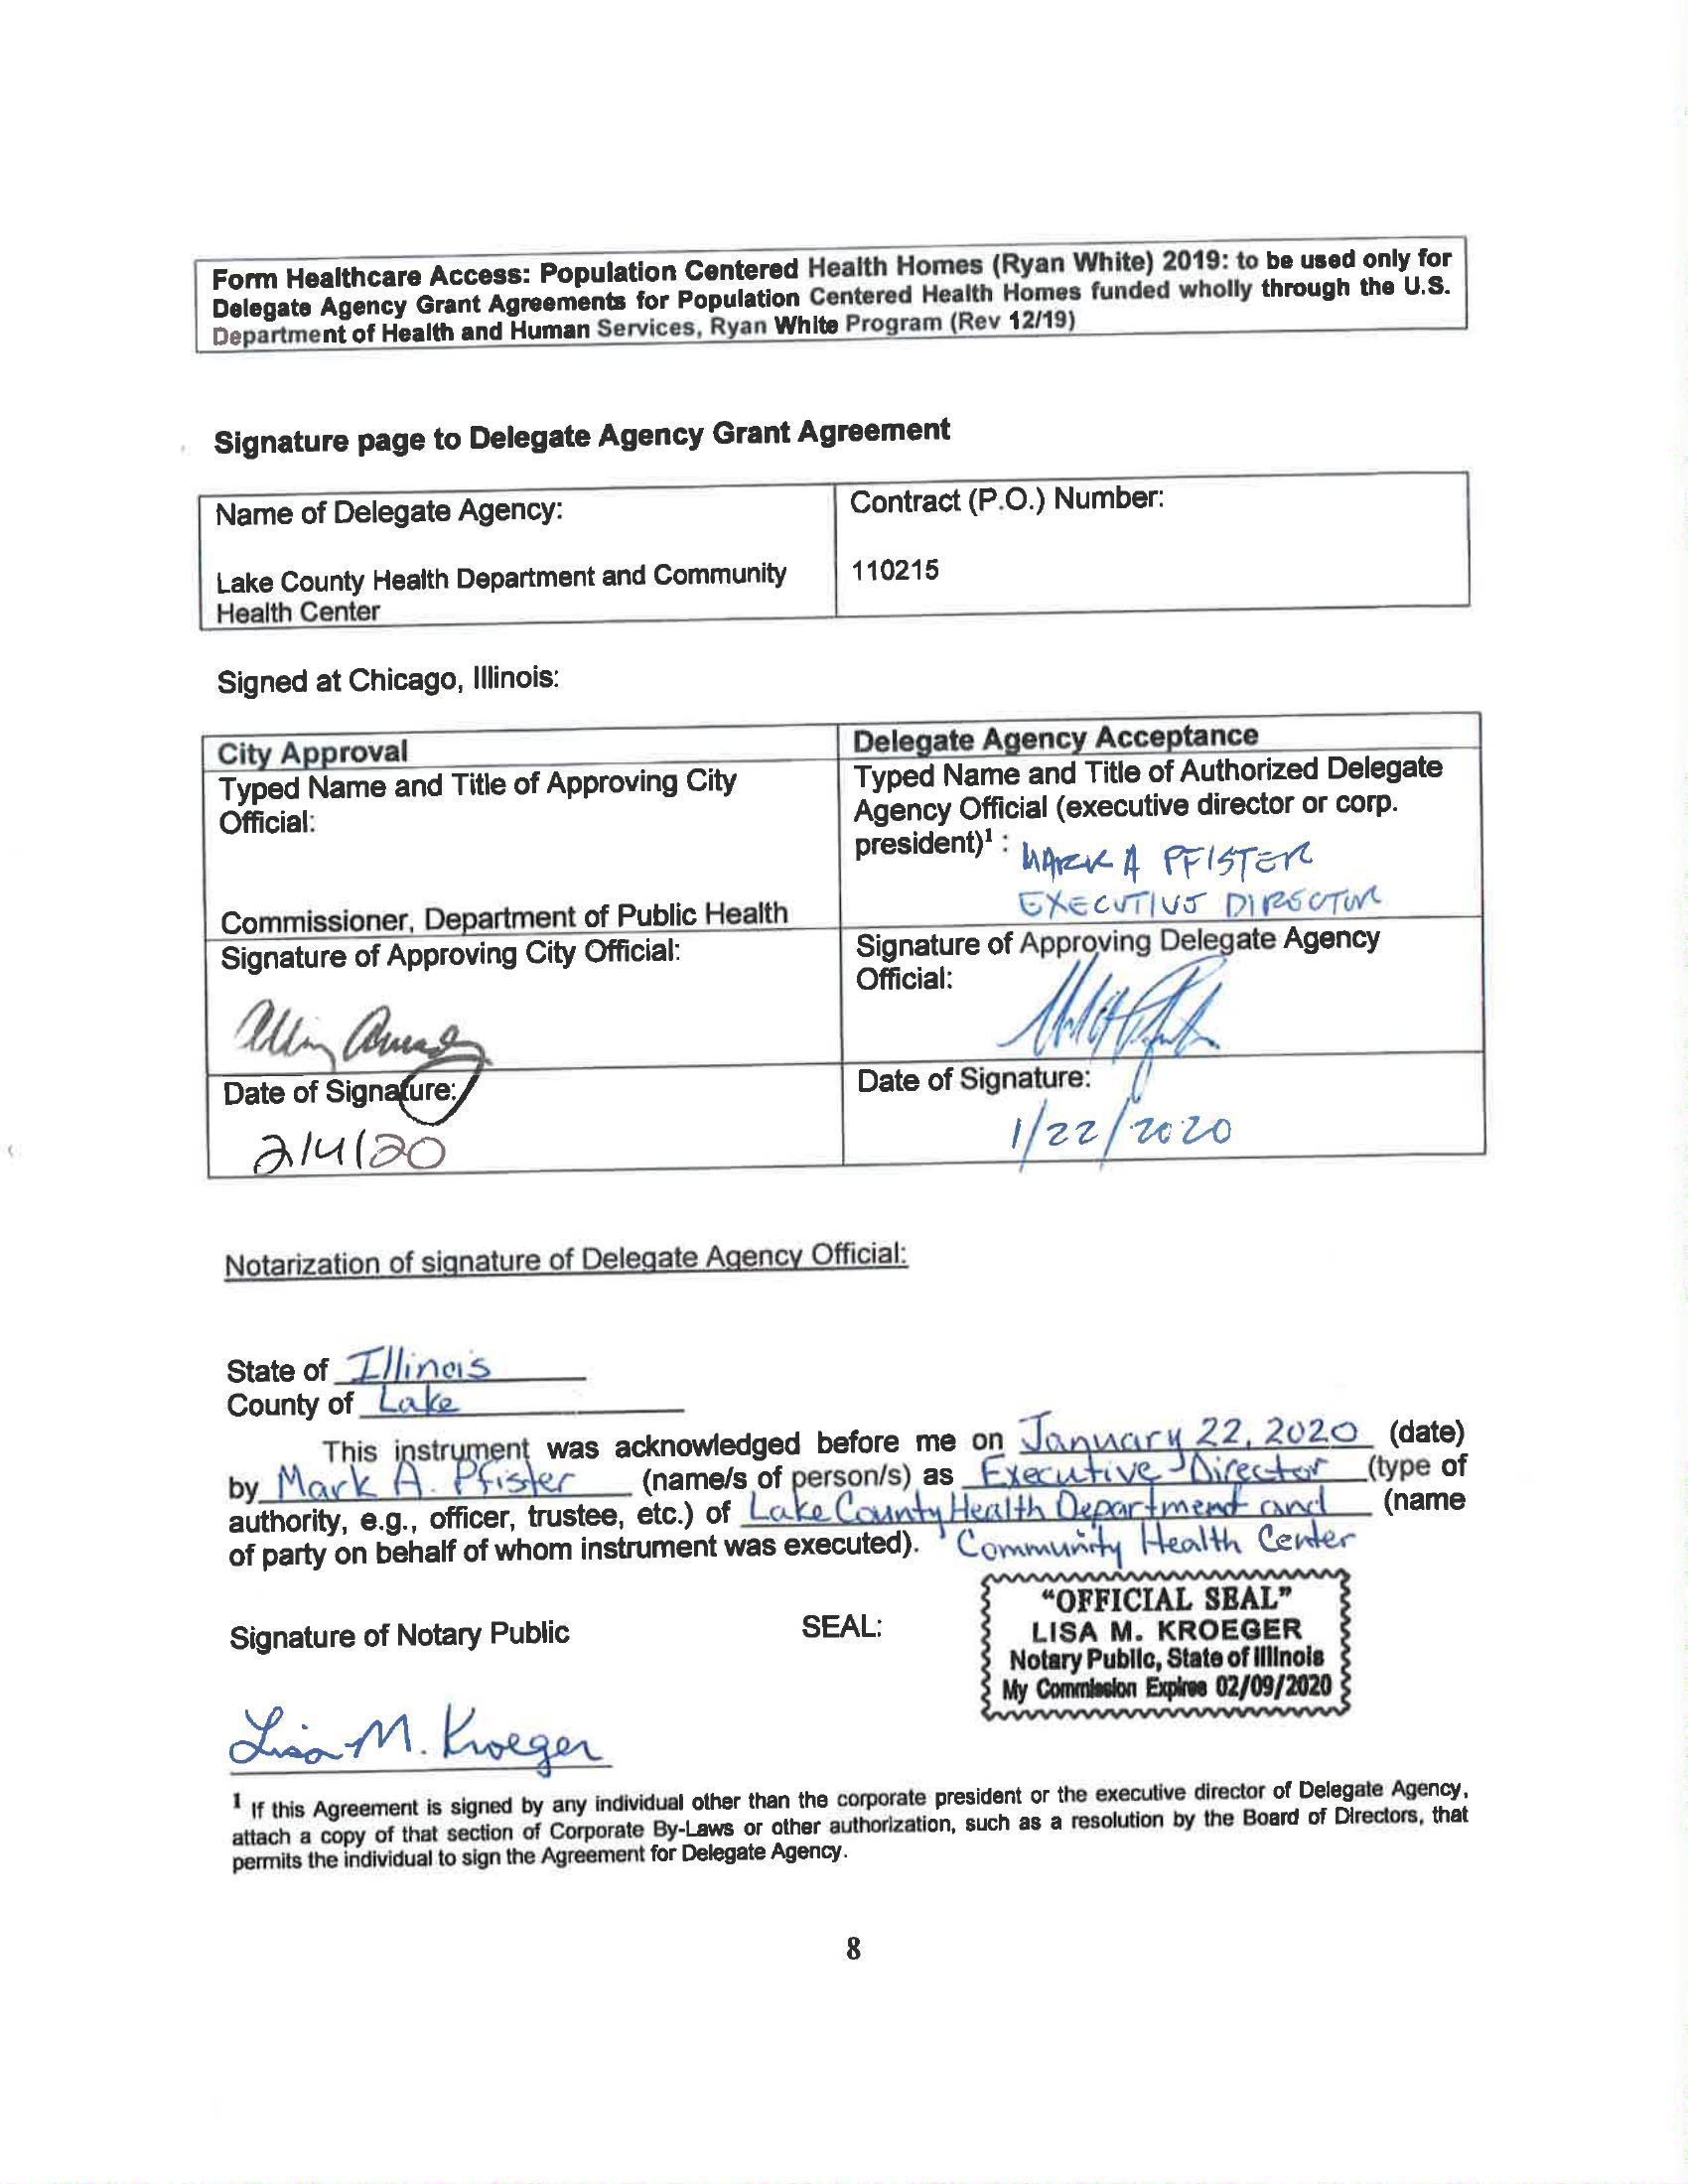 Form Healthcare Access: Population Centered Health Homes (Ryan White) 2019: to be used only for
Delegate Agency Grant Agreements for Population Centered Health Homes funded wholly through the U.S.
Department of Health and Human Services, Ryan White Program (Rev 12/19)
Signature page to Delegate Agency Grant Agreement
Name of Delegate Agency:
Lake County Health Department and Community
Health Center
Contract (P.O.) Number:
110215
Signed at Chicago, Illinois:
City Approval
Typed Name and Title of Approving City
Official:
Commissioner, Department of Public Health
Signature of Approving City Official:
Date of Signature:
2/4/20
Delegate Agency Acceptance
Typed Name and Title of Authorized Delegate
Agency Official (executive director or corp.
president)¹ : MARK A PFISTER
EXECUTIVE DIRECTOR
Signature of Approving Delegate Agency
Official:
Date of Signature:
1/22/2020
Notarization of signature of Delegate Agency Official:
State of Illinois
County of Lake
This instrument was acknowledged before me on January 22, 2020 (date)
by Mark A. Pfister (name/s of person/s) as Executive Director (type of
authority, e.g., officer, trustee, etc.) of Lake County Health Department and (name
of party on behalf of whom instrument was executed). Community Health Center
Signature of Notary Public
SEAL:
"OFFICIAL SEAL"
LISA M. KROEGER
Notary Public, State of Illinois
My Commission Expires 02/09/2020
Lisa M. Kroeger
¹ If this Agreement is signed by any individual other than the corporate president or the executive director of Delegate Agency,
attach a copy of that section of Corporate By-Laws or other authorization, such as a resolution by the Board of Directors, that
permits the individual to sign the Agreement for Delegate Agency.
8